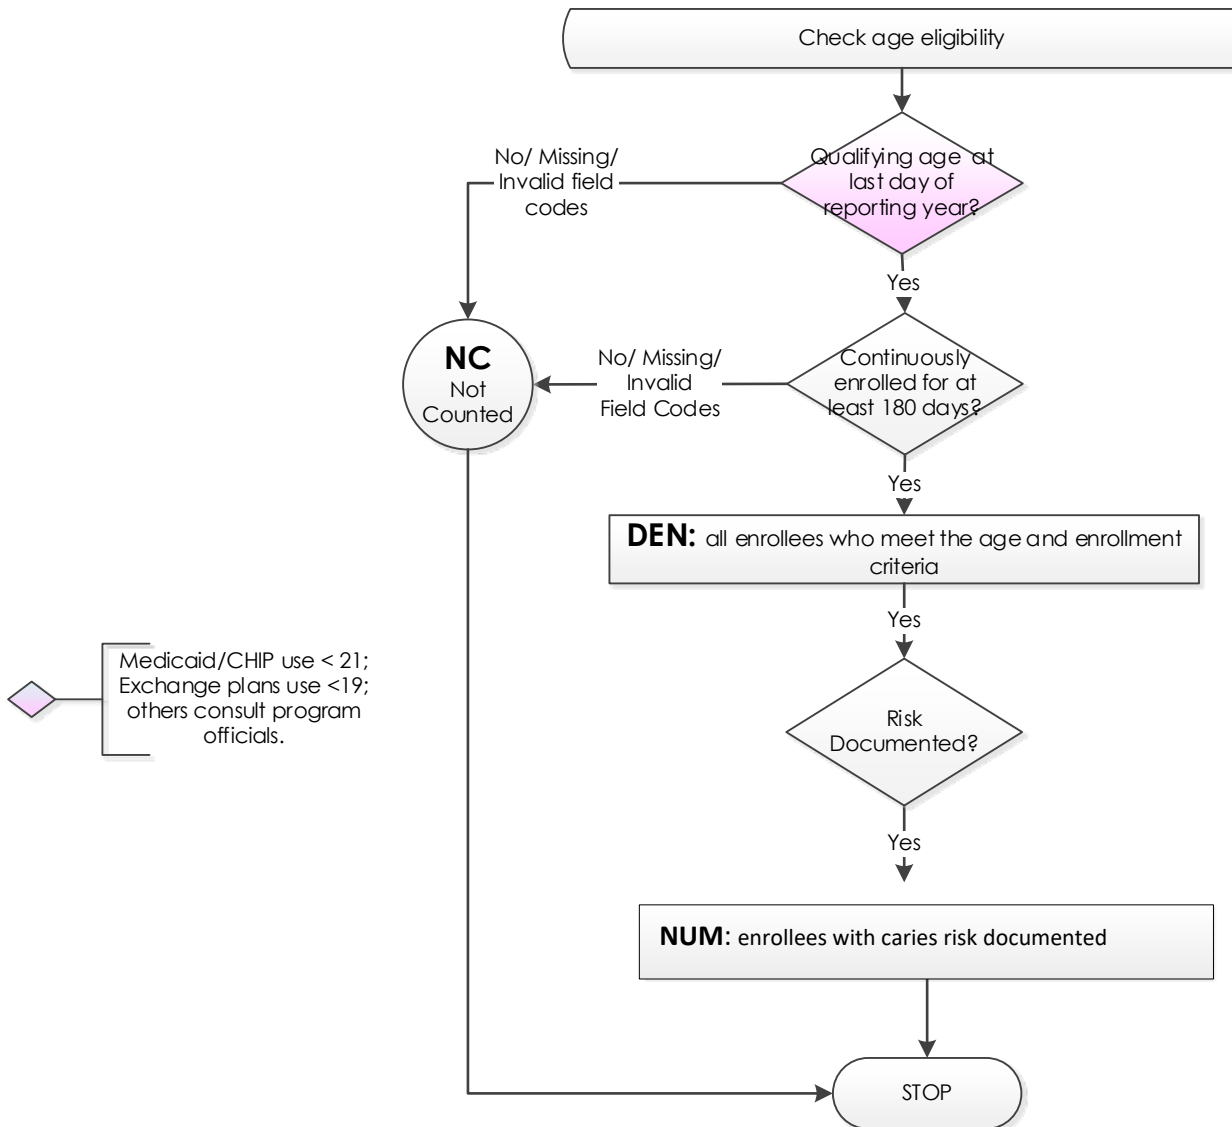 Check age eligibility
Qualifying age at
last day of
reporting year?
No/ Missing/
Invalid field
codes
Yes
Continuously
enrolled for at
least 180 days?
No/ Missing/
Invalid
Field Codes
NC
Not
Counted
Yes
DEN: all enrollees who meet the age and enrollment
criteria
Yes
Medicaid/CHIP use < 21;
Exchange plans use <19;
others consult program
officials.
Risk
Documented?
Yes
NUM: enrollees with caries risk documented
STOP